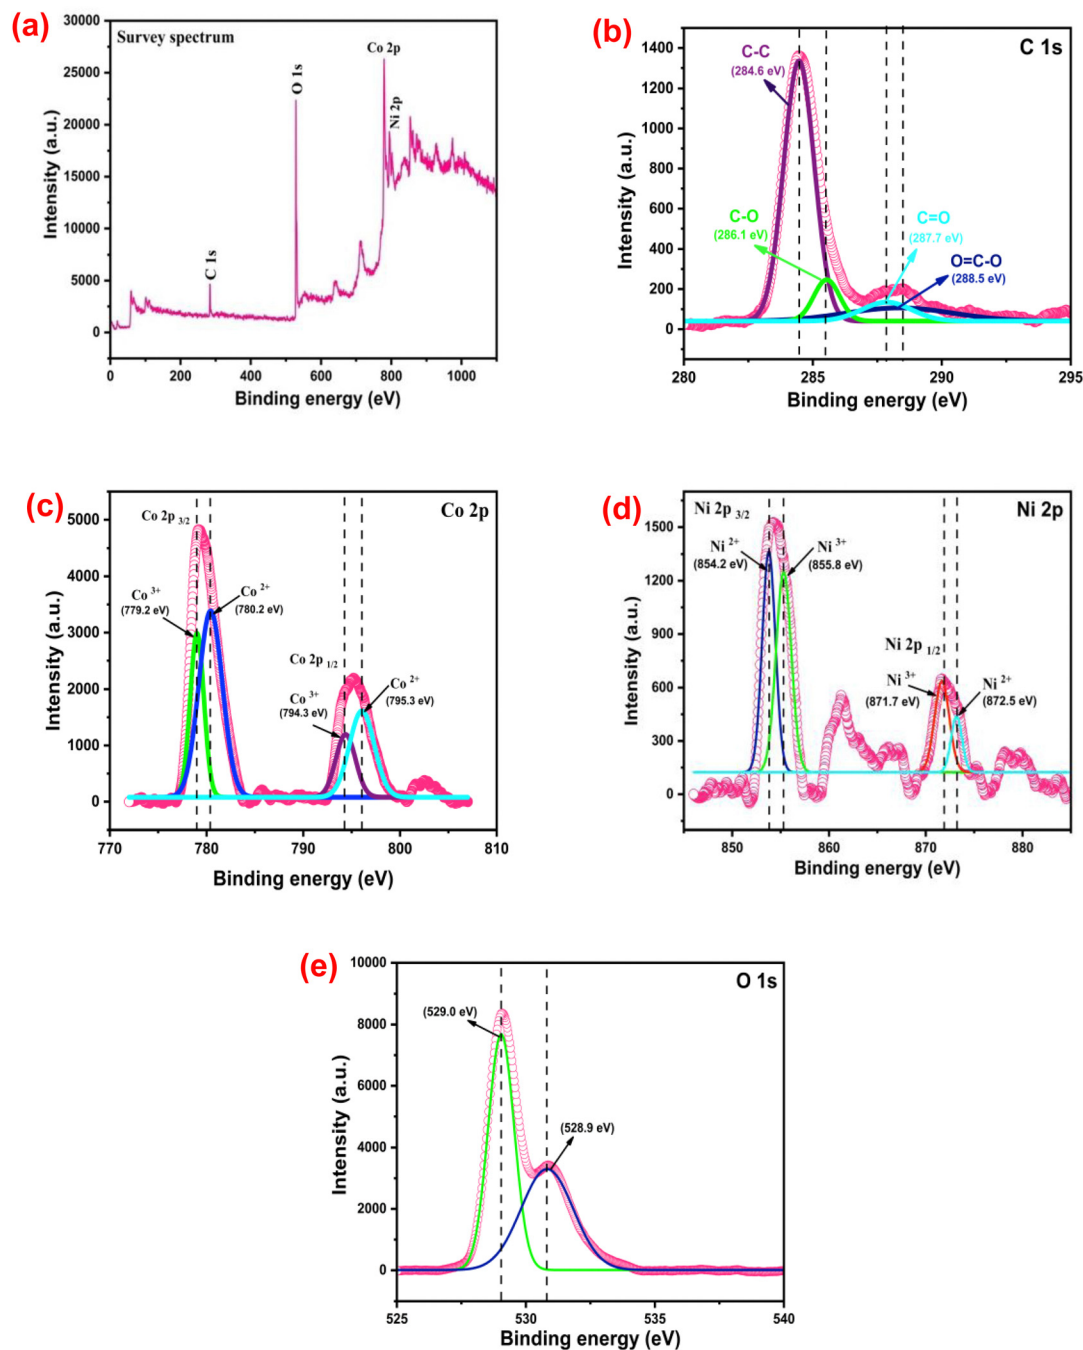 (a)
Survey spectrum
Co 2p
O 1s
Ni 2p
C 1s
30000
25000
20000
15000
10000
5000
0
Intensity (a.u.)
0 200 400 600 800 1000
Binding energy (eV)
(b)
C 1s
C-C
(284.6 eV)
C-O
(286.1 eV)
C=O
(287.7 eV)
O=C-O
(288.5 eV)
1400
1200
1000
800
600
400
200
0
Intensity (a.u.)
280 285 290 295
Binding energy (eV)
(c)
Co 2p
Co 2p 3/2
Co 3+
(779.2 eV)
Co 2+
(780.2 eV)
Co 2p 1/2
Co 3+
(794.3 eV)
Co 2+
(795.3 eV)
5000
4000
3000
2000
1000
0
Intensity (a.u.)
770 780 790 800 810
Binding energy (eV)
(d)
Ni 2p
Ni 2p 3/2
Ni 2+
(854.2 eV)
Ni 3+
(855.8 eV)
Ni 2p 1/2
Ni 3+
(871.7 eV)
Ni 2+
(872.5 eV)
1500
1200
900
600
300
0
Intensity (a.u.)
850 860 870 880
Binding energy (eV)
(e)
O 1s
(529.0 eV)
(528.9 eV)
10000
8000
6000
4000
2000
0
Intensity (a.u.)
525 530 535 540
Binding energy (eV)